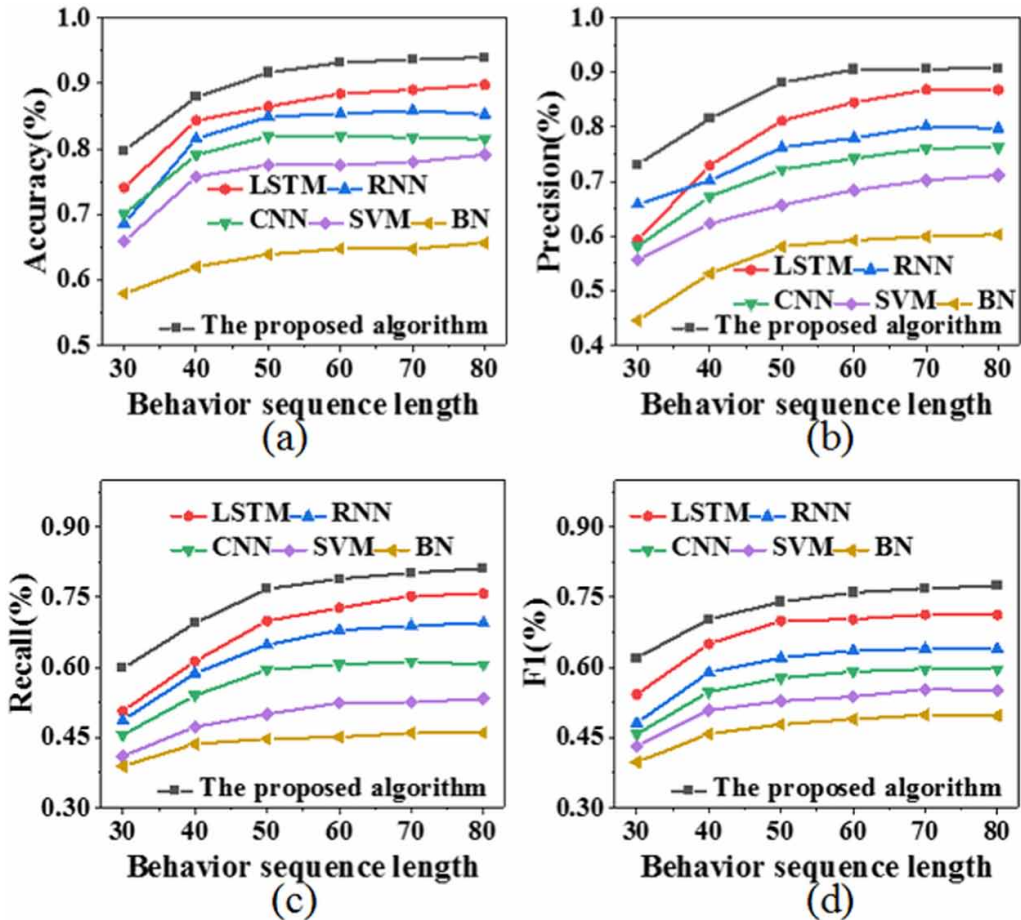 1.0
0.9
0.8
0.7
0.6
0.5
Accuracy(%)
LSTM RNN
CNN SVM BN
The proposed algorithm
30 40 50 60 70 80
Behavior sequence length
(a)
1.0
0.9
0.8
0.7
0.6
0.5
0.4
Precision(%)
LSTM RNN
CNN SVM BN
The proposed algorithm
30 40 50 60 70 80
Behavior sequence length
(b)
0.90
0.75
0.60
0.45
0.30
Recall(%)
LSTM RNN
CNN SVM BN
The proposed algorithm
30 40 50 60 70 80
Behavior sequence length
(c)
0.90
0.75
0.60
0.45
0.30
F1(%)
LSTM RNN
CNN SVM BN
The proposed algorithm
30 40 50 60 70 80
Behavior sequence length
(d)